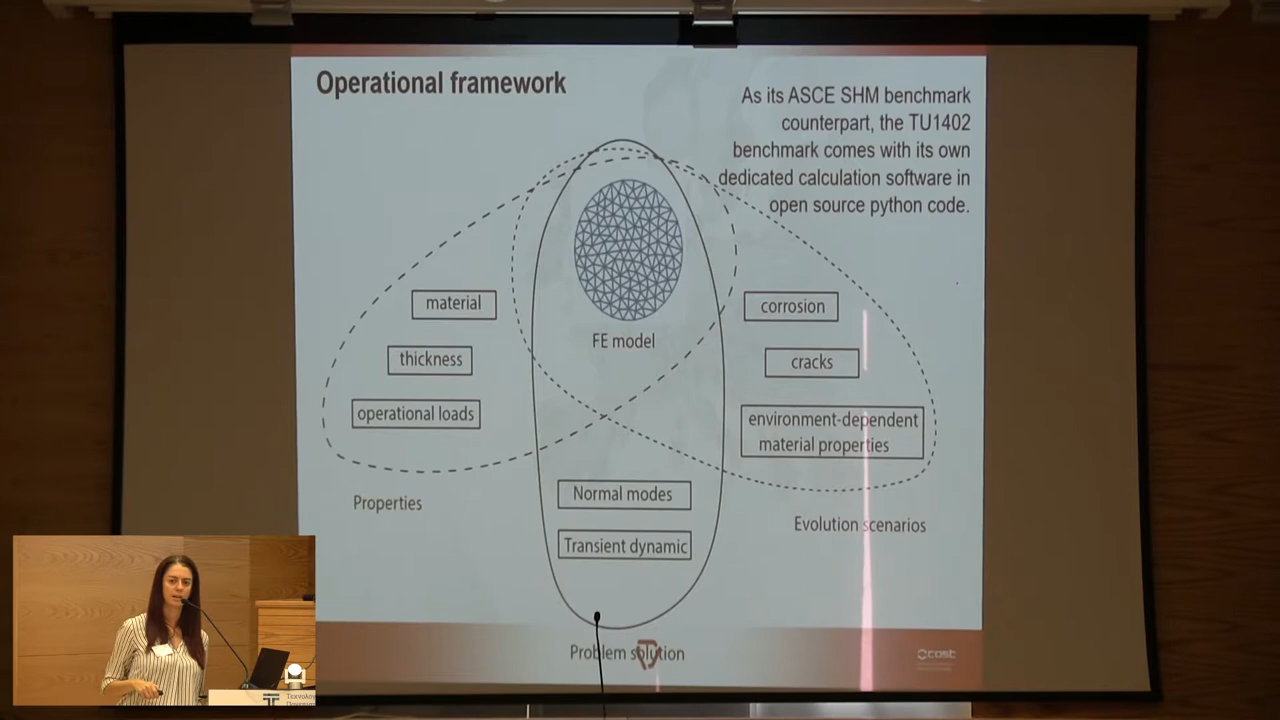 Operational framework
As its ASCE SHM benchmark
counterpart, the TU1402
benchmark comes with its own
dedicated calculation software in
open source python code.
FE model
material
thickness
operational loads
Properties
corrosion
cracks
environment-dependent
material properties
Evolution scenarios
Normal modes
Transient dynamic
Problem solution
cost
Τεχνολογ